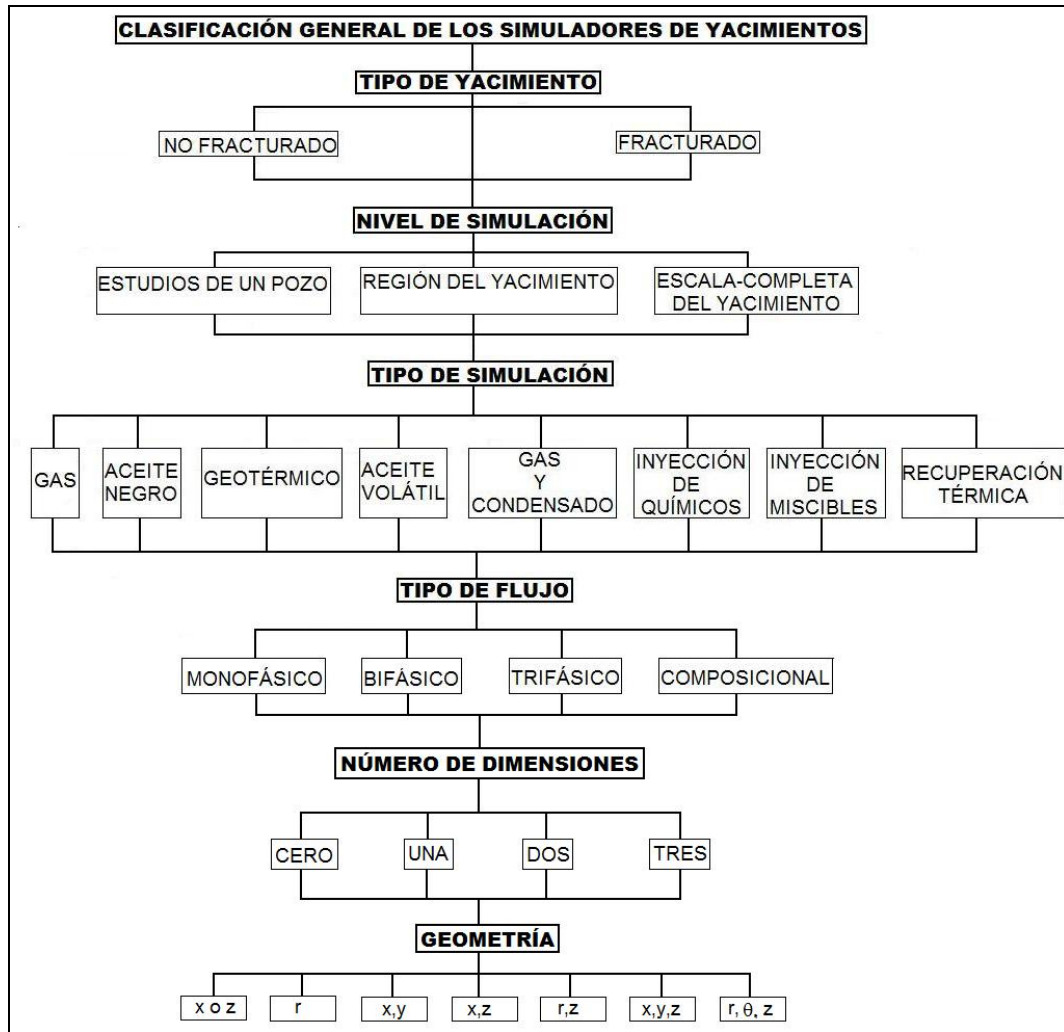 CLASIFICACIÓN GENERAL DE LOS SIMULADORES DE YACIMIENTOS
TIPO DE YACIMIENTO
NO FRACTURADO
FRACTURADO
NIVEL DE SIMULACIÓN
ESTUDIOS DE UN POZO
REGIÓN DEL YACIMIENTO
ESCALA-COMPLETA
DEL YACIMIENTO
TIPO DE SIMULACIÓN
GAS
ACEITE
NEGRO
GEOTÉRMICO
ACEITE
VOLÁTIL
GAS
Y
CONDENSADO
INYECCIÓN
DE
QUÍMICOS
INYECCIÓN
DE
MISCIBLES
RECUPERACIÓN
TÉRMICA
TIPO DE FLUJO
MONOFÁSICO
BIFÁSICO
TRIFÁSICO
COMPOSICIONAL
NÚMERO DE DIMENSIONES
CERO
UNA
DOS
TRES
GEOMETRÍA
x o z
r
x,y
x,z
r,z
x,y,z
r, θ, z